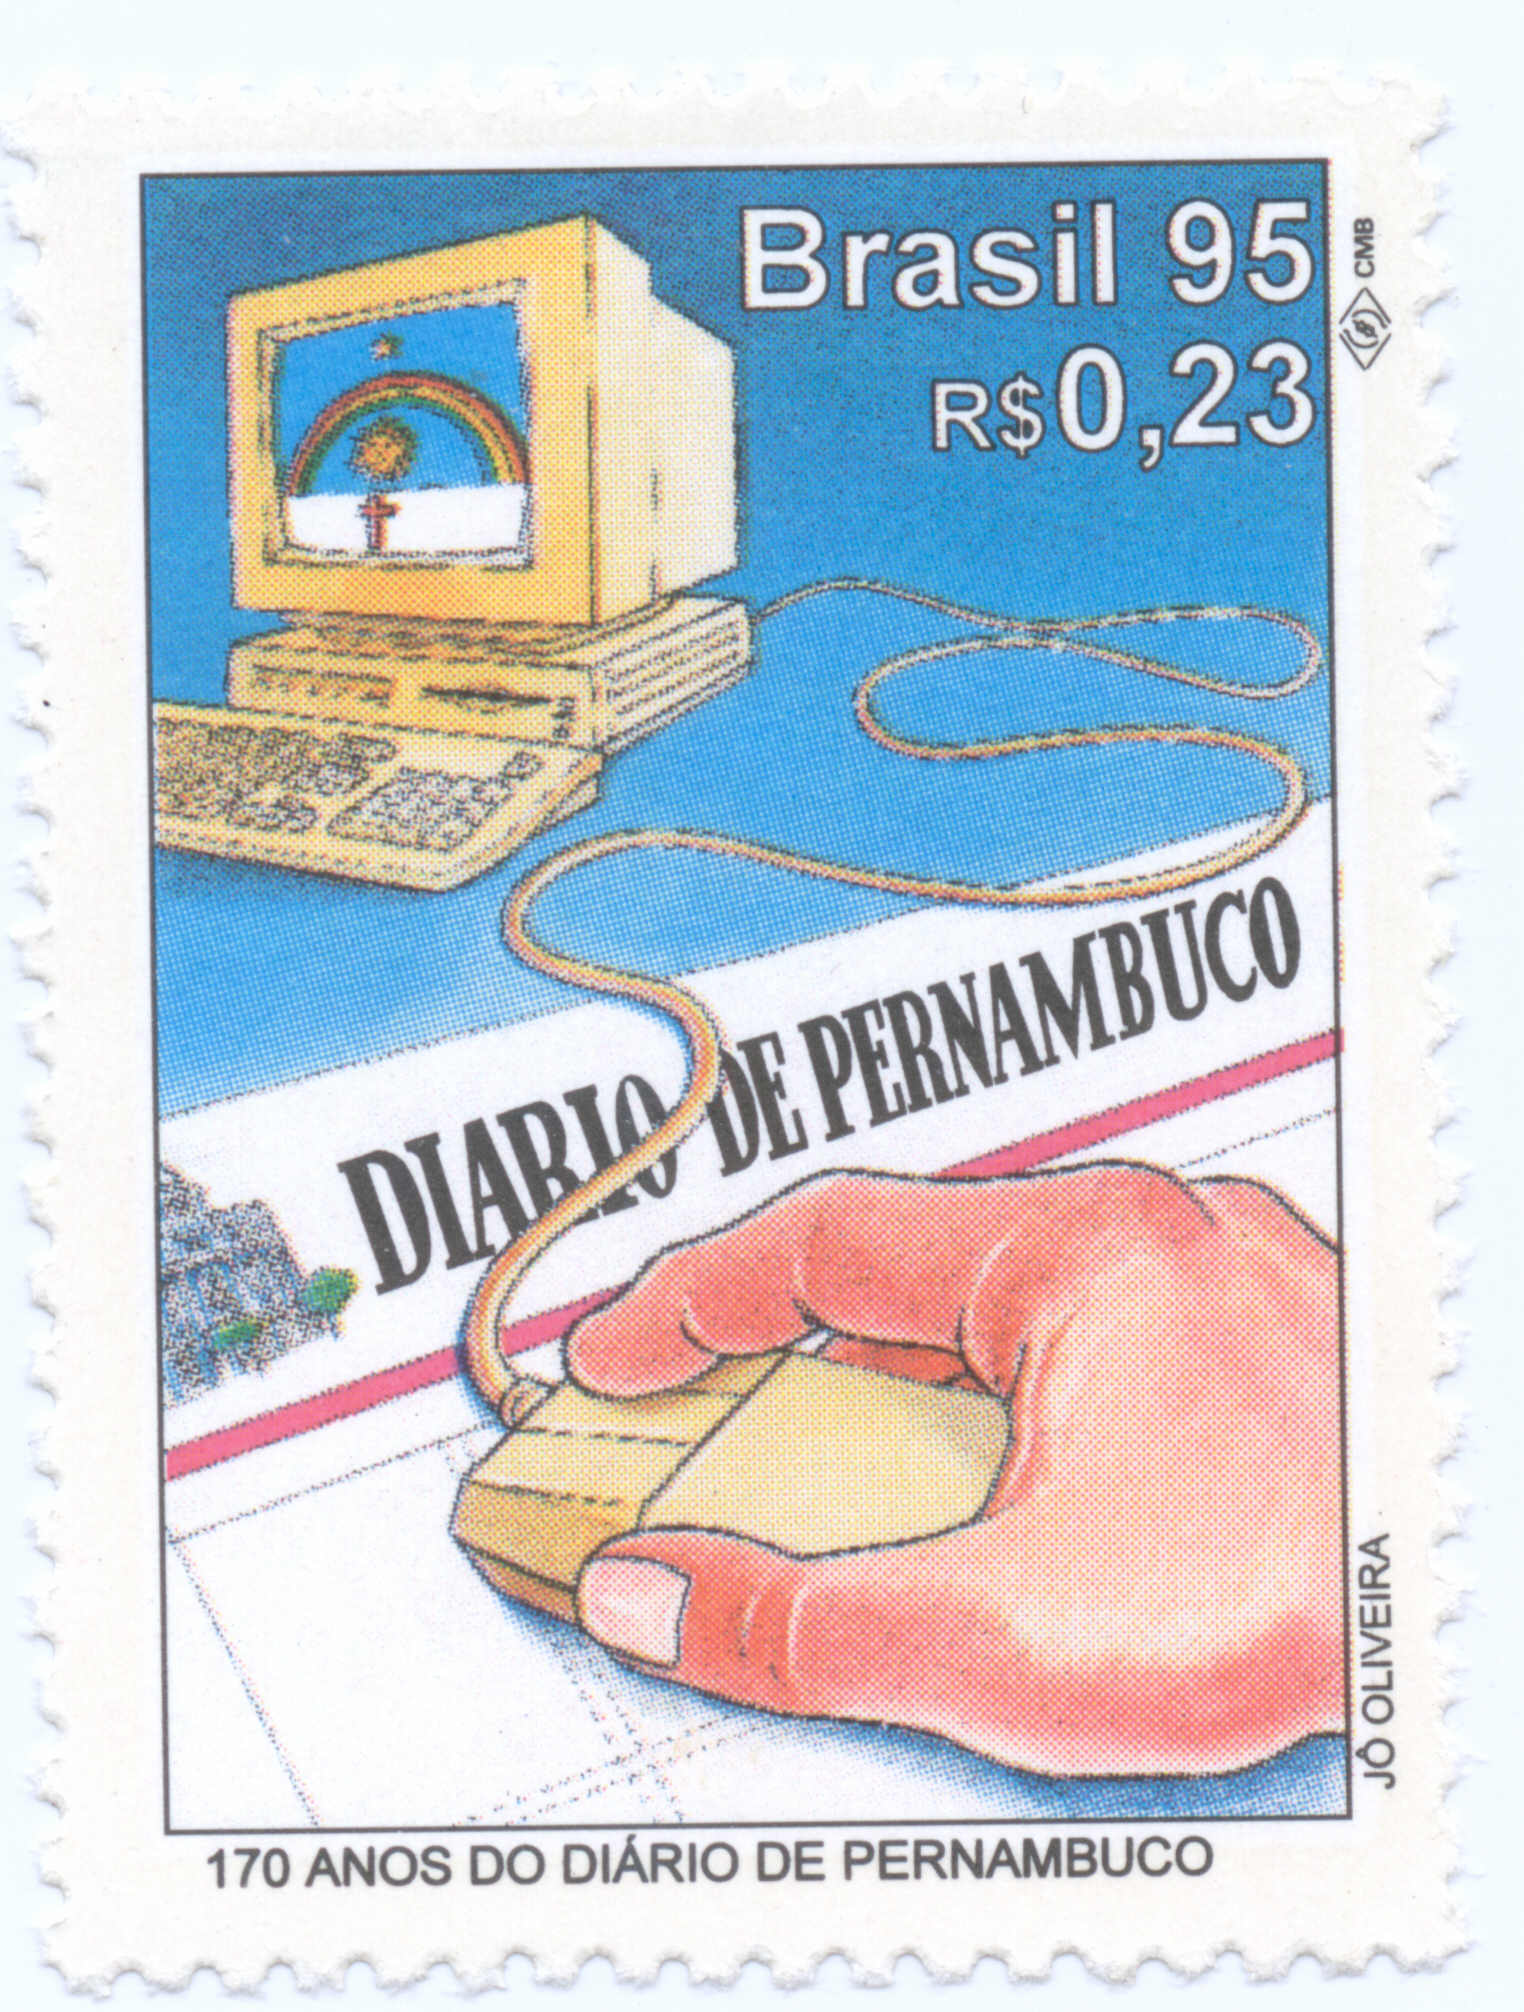 Brasil 95
R$0,23
CMB
DIARIO DE PERNAMBUCO
JÔ OLIVEIRA
170 ANOS DO DIÁRIO DE PERNAMBUCO